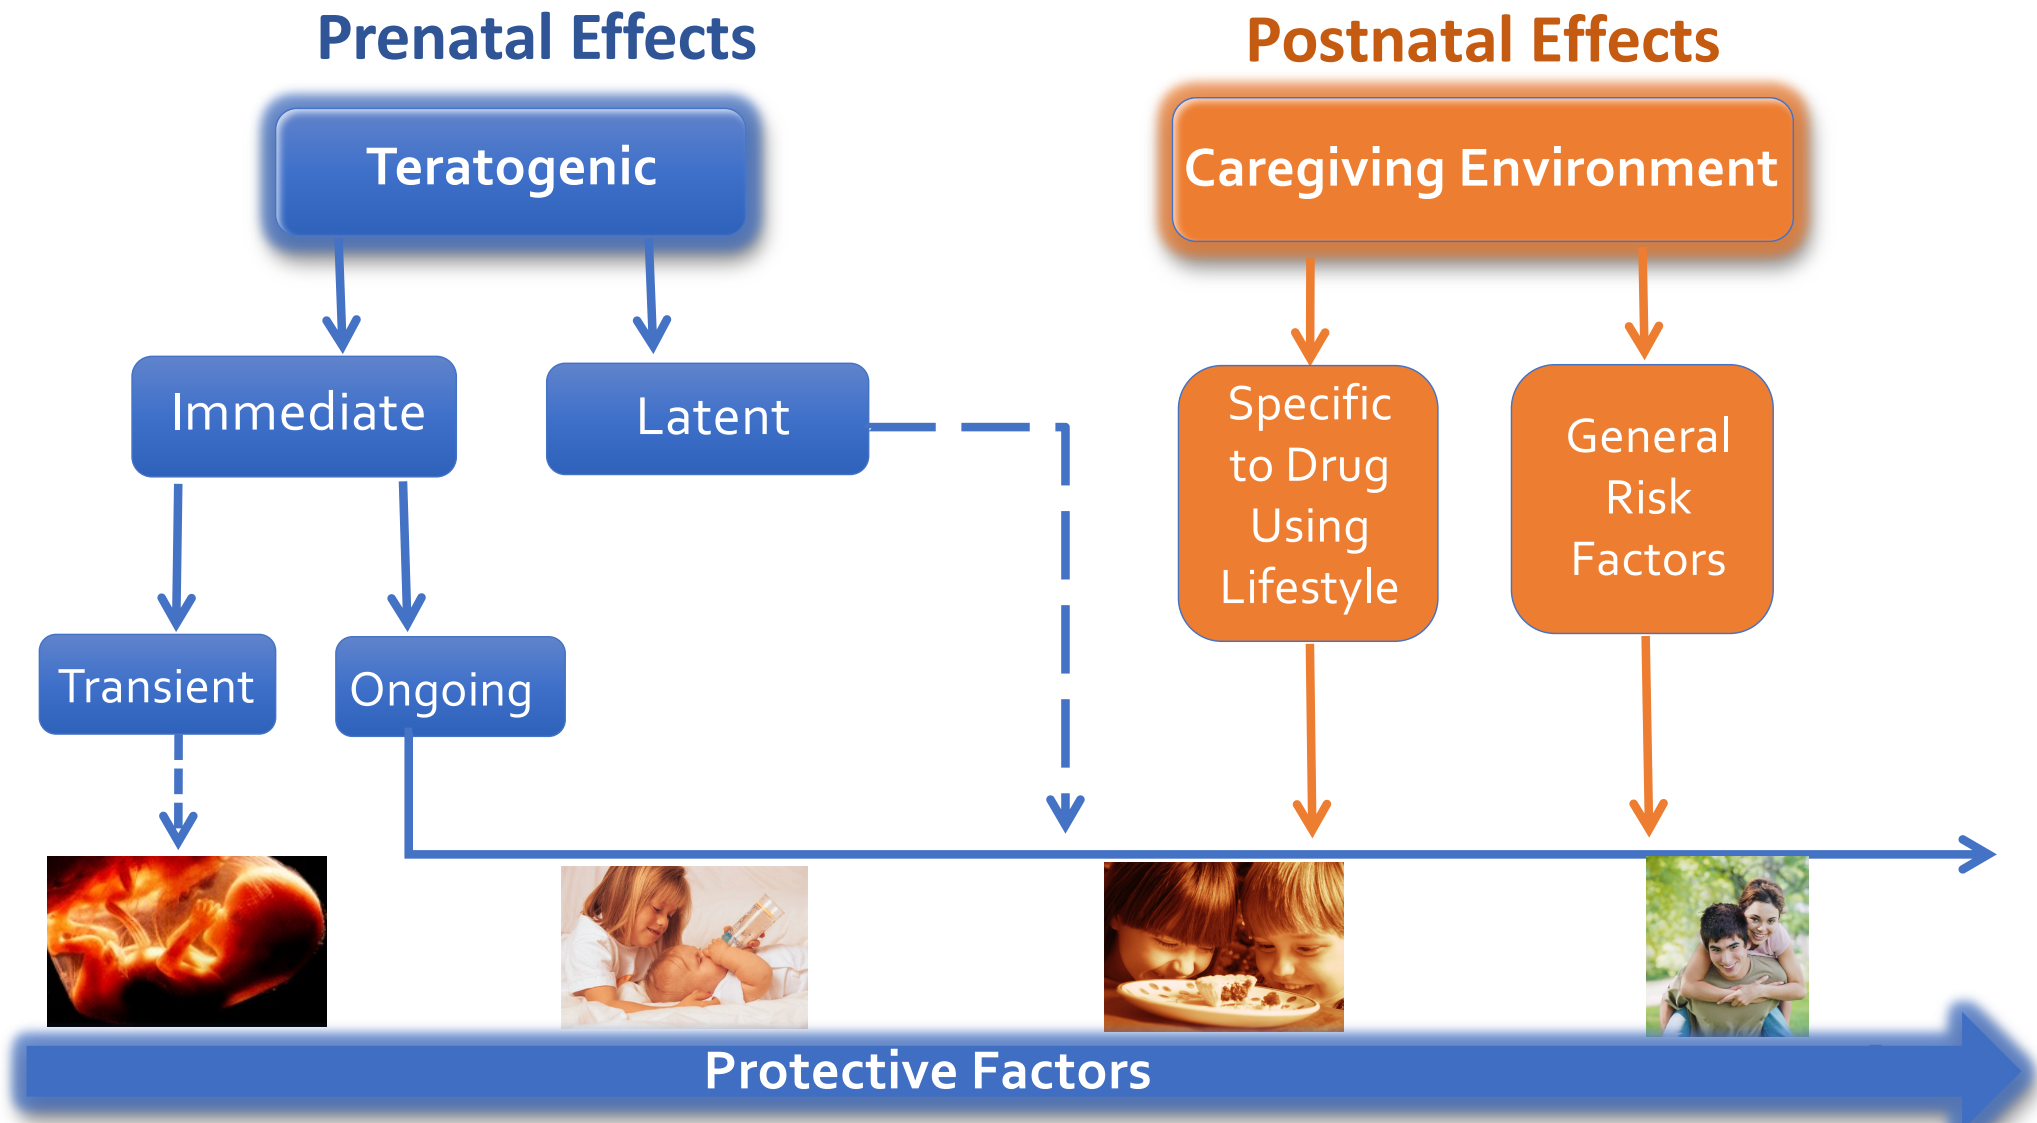 Prenatal Effects
Postnatal Effects
Teratogenic
Caregiving Environment
Immediate
Latent
Specific
to Drug
Using
Lifestyle
General
Risk
Factors
Transient
Ongoing
Protective Factors